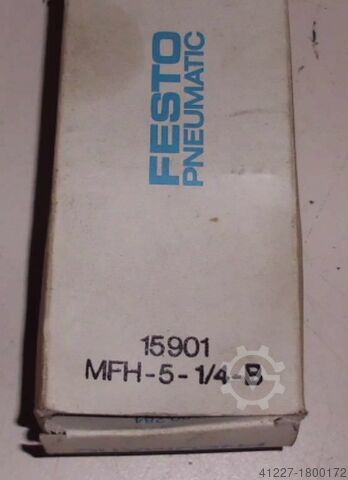 FESTO
PNEUMATIC
15901
MFH-5-1/4-B
41227-1800172